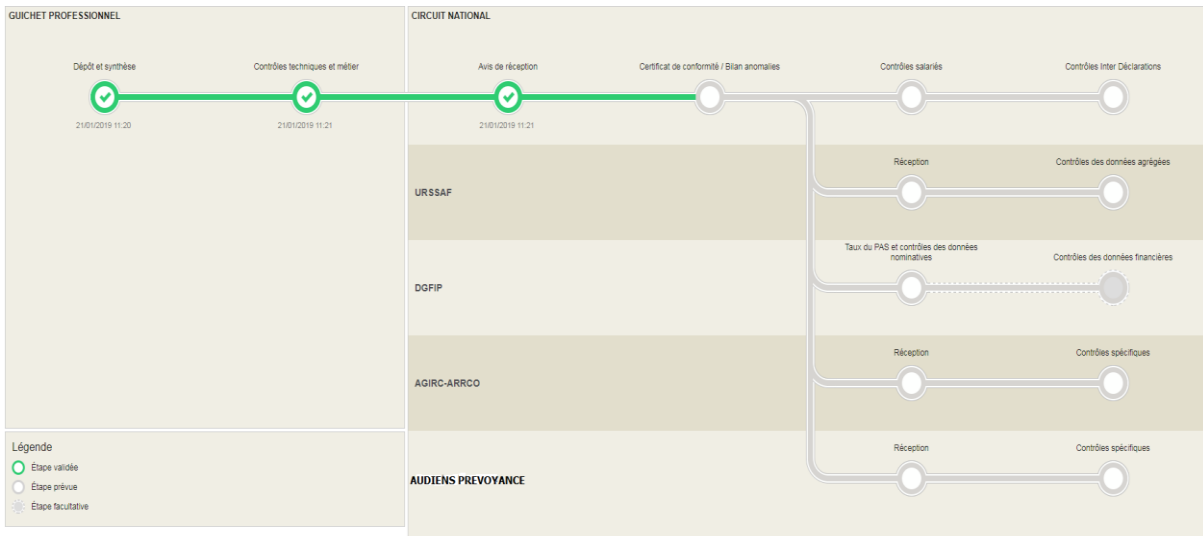 GUICHET PROFESSIONNEL
CIRCUIT NATIONAL
Dépôt et synthèse
Contrôles techniques et métier
Avis de réception
Certificat de conformité / Bilan anomalies
Contrôles salariés
Contrôles Inter Déclarations
21/01/2019 11:20
21/01/2019 11:21
21/01/2019 11:21
Réception
Contrôles des données agrégées
URSSAF
Taux du PAS et contrôles des données
nominatives
Contrôles des données financières
DGFIP
Réception
Contrôles spécifiques
AGIRC-ARRCO
Légende
Étape validée
Étape prévue
Étape facultative
Réception
Contrôles spécifiques
AUDIENS PREVOYANCE